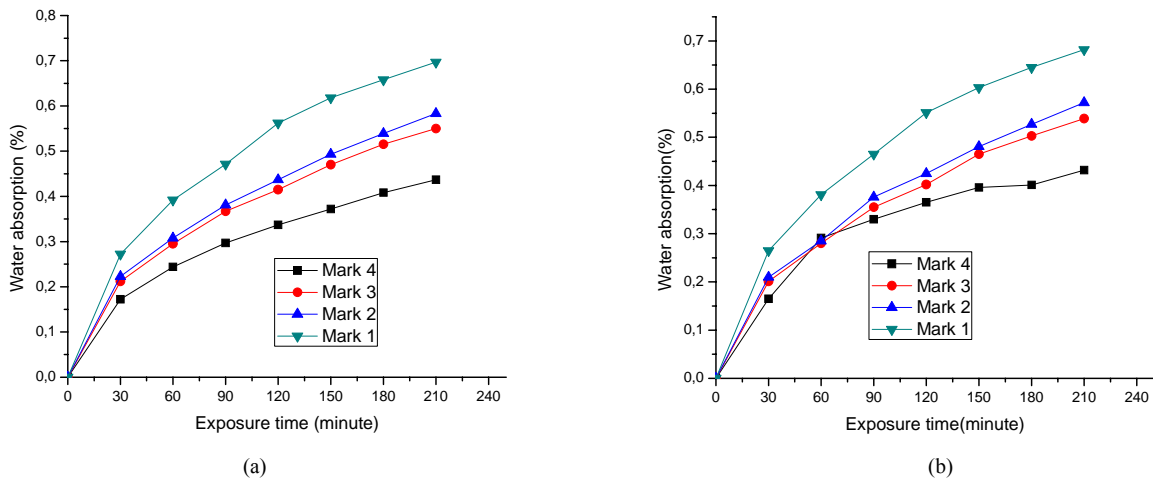 0,8
0,7
0,6
0,5
0,4
0,3
0,2
0,1
0,0
Water absorption (%)
Mark 4
Mark 3
Mark 2
Mark 1
0 30 60 90 120 150 180 210 240
Exposure time (minute)
(a)
0,7
0,6
0,5
0,4
0,3
0,2
0,1
0,0
Water absorption(%)
Mark 4
Mark 3
Mark 2
Mark 1
0 30 60 90 120 150 180 210 240
Exposure time(minute)
(b)